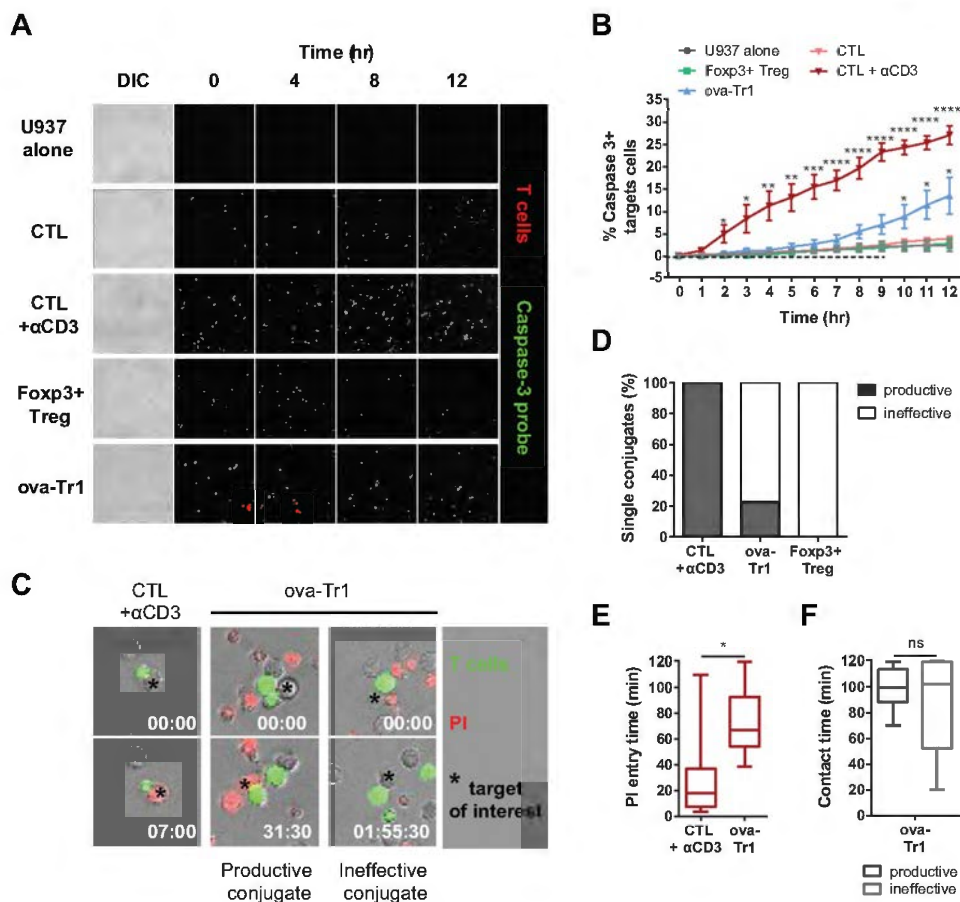 A
Time (hr)
DIC 0 4 8 12
U937
alone
CTL
CTL
+αCD3
Foxp3+
Treg
ova-Tr1
T cells
Caspase-3 probe
B
U937 alone
CTL
Foxp3+ Treg
CTL + αCD3
ova-Tr1
% Caspase 3+
targets cells
35
30
25
20
15
10
5
0
-5
* * ** ** *** **** **** **** **** **** ****
* * *
0 1 2 3 4 5 6 7 8 9 10 11 12
Time (hr)
D
Single conjugates (%)
100
80
60
40
20
0
productive
ineffective
CTL
+αCD3
ova-
Tr1
Foxp3+
Treg
C
CTL
+αCD3
ova-Tr1
T cells
PI
* target
of interest
* * *
00:00 00:00 00:00
* * *
07:00 31:30 01:55:30
Productive
conjugate
Ineffective
conjugate
E
*
PI entry time (min)
120
100
80
60
40
20
0
CTL
+ αCD3
ova-
Tr1
F
ns
Contact time (min)
120
100
80
60
40
20
0
ova-
Tr1
productive
ineffective